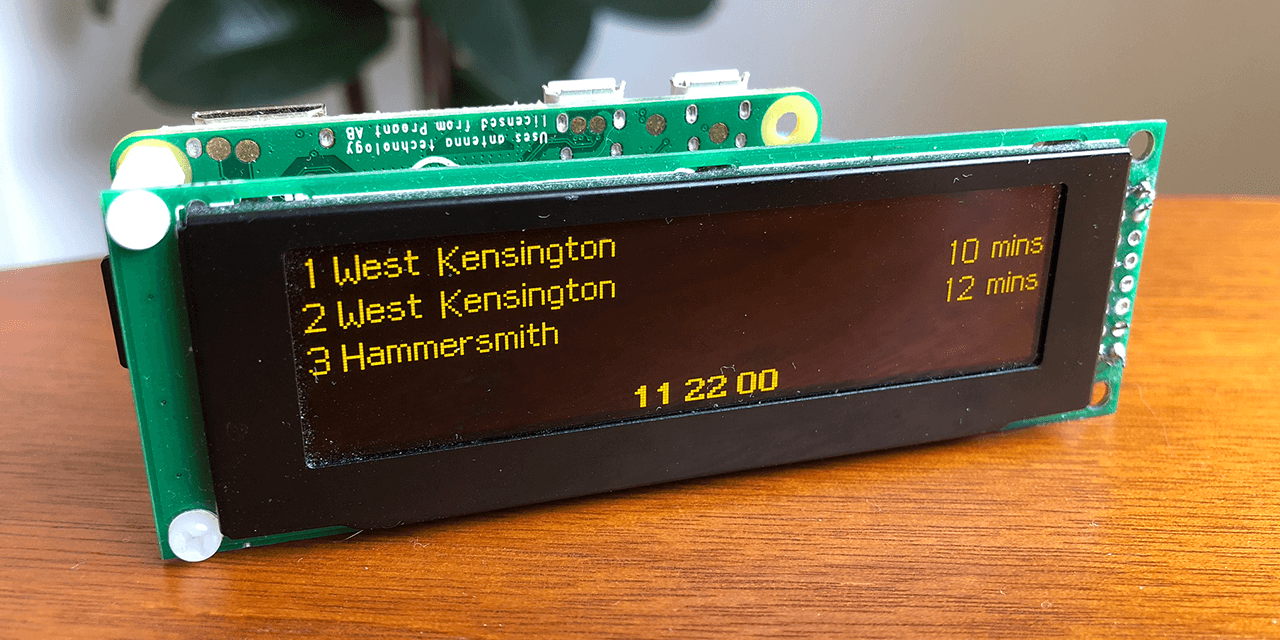 Uses antenna technology
licensed from Proant AB
1 West Kensington 10 mins
2 West Kensington 12 mins
3 Hammersmith
11 22 00